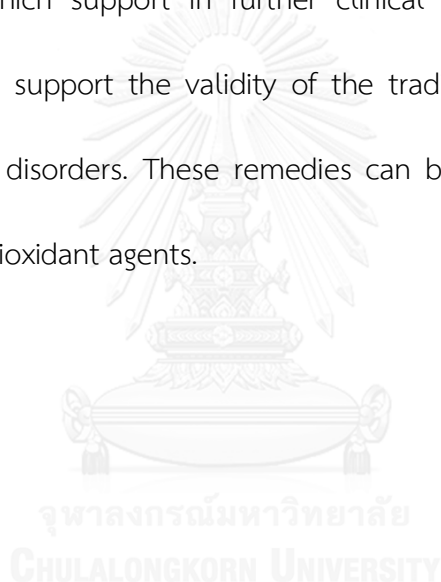 which support in further clinical
support the validity of the trad
disorders. These remedies can b
ioxidant agents.
จุฬาลงกรณ์มหาวิทยาลัย
CHULALONGKORN UNIVERSITY